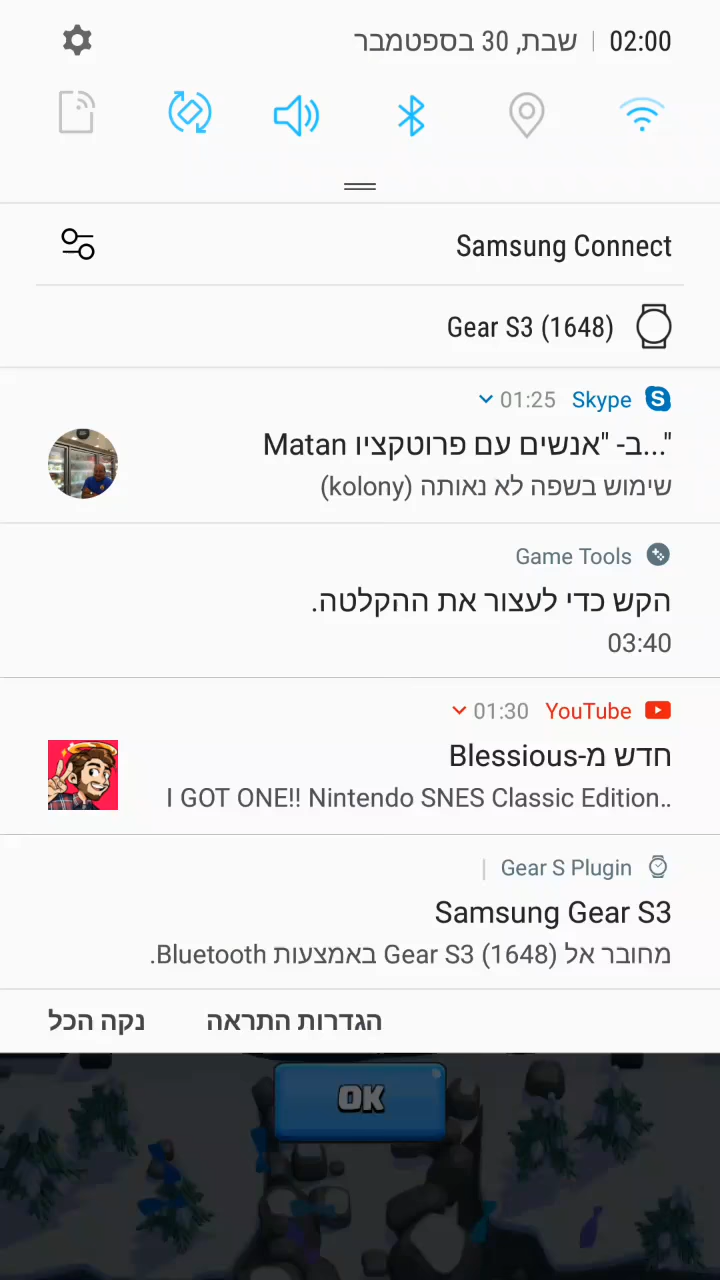 02:00 | שבת, 30 בספטמבר
Samsung Connect
Gear S3 (1648)
Skype 01:25
Matan ב- "אנשים עם פרוטקציו..."
שימוש בשפה לא נאותה (kolony)
Game Tools
הקש כדי לעצור את ההקלטה.
03:40
YouTube 01:30
חדש מ-Blessious
I GOT ONE!! Nintendo SNES Classic Edition..
Gear S Plugin |
Samsung Gear S3
מחובר אל Gear S3 (1648) באמצעות Bluetooth.
הגדרות התראה
נקה הכל
OK